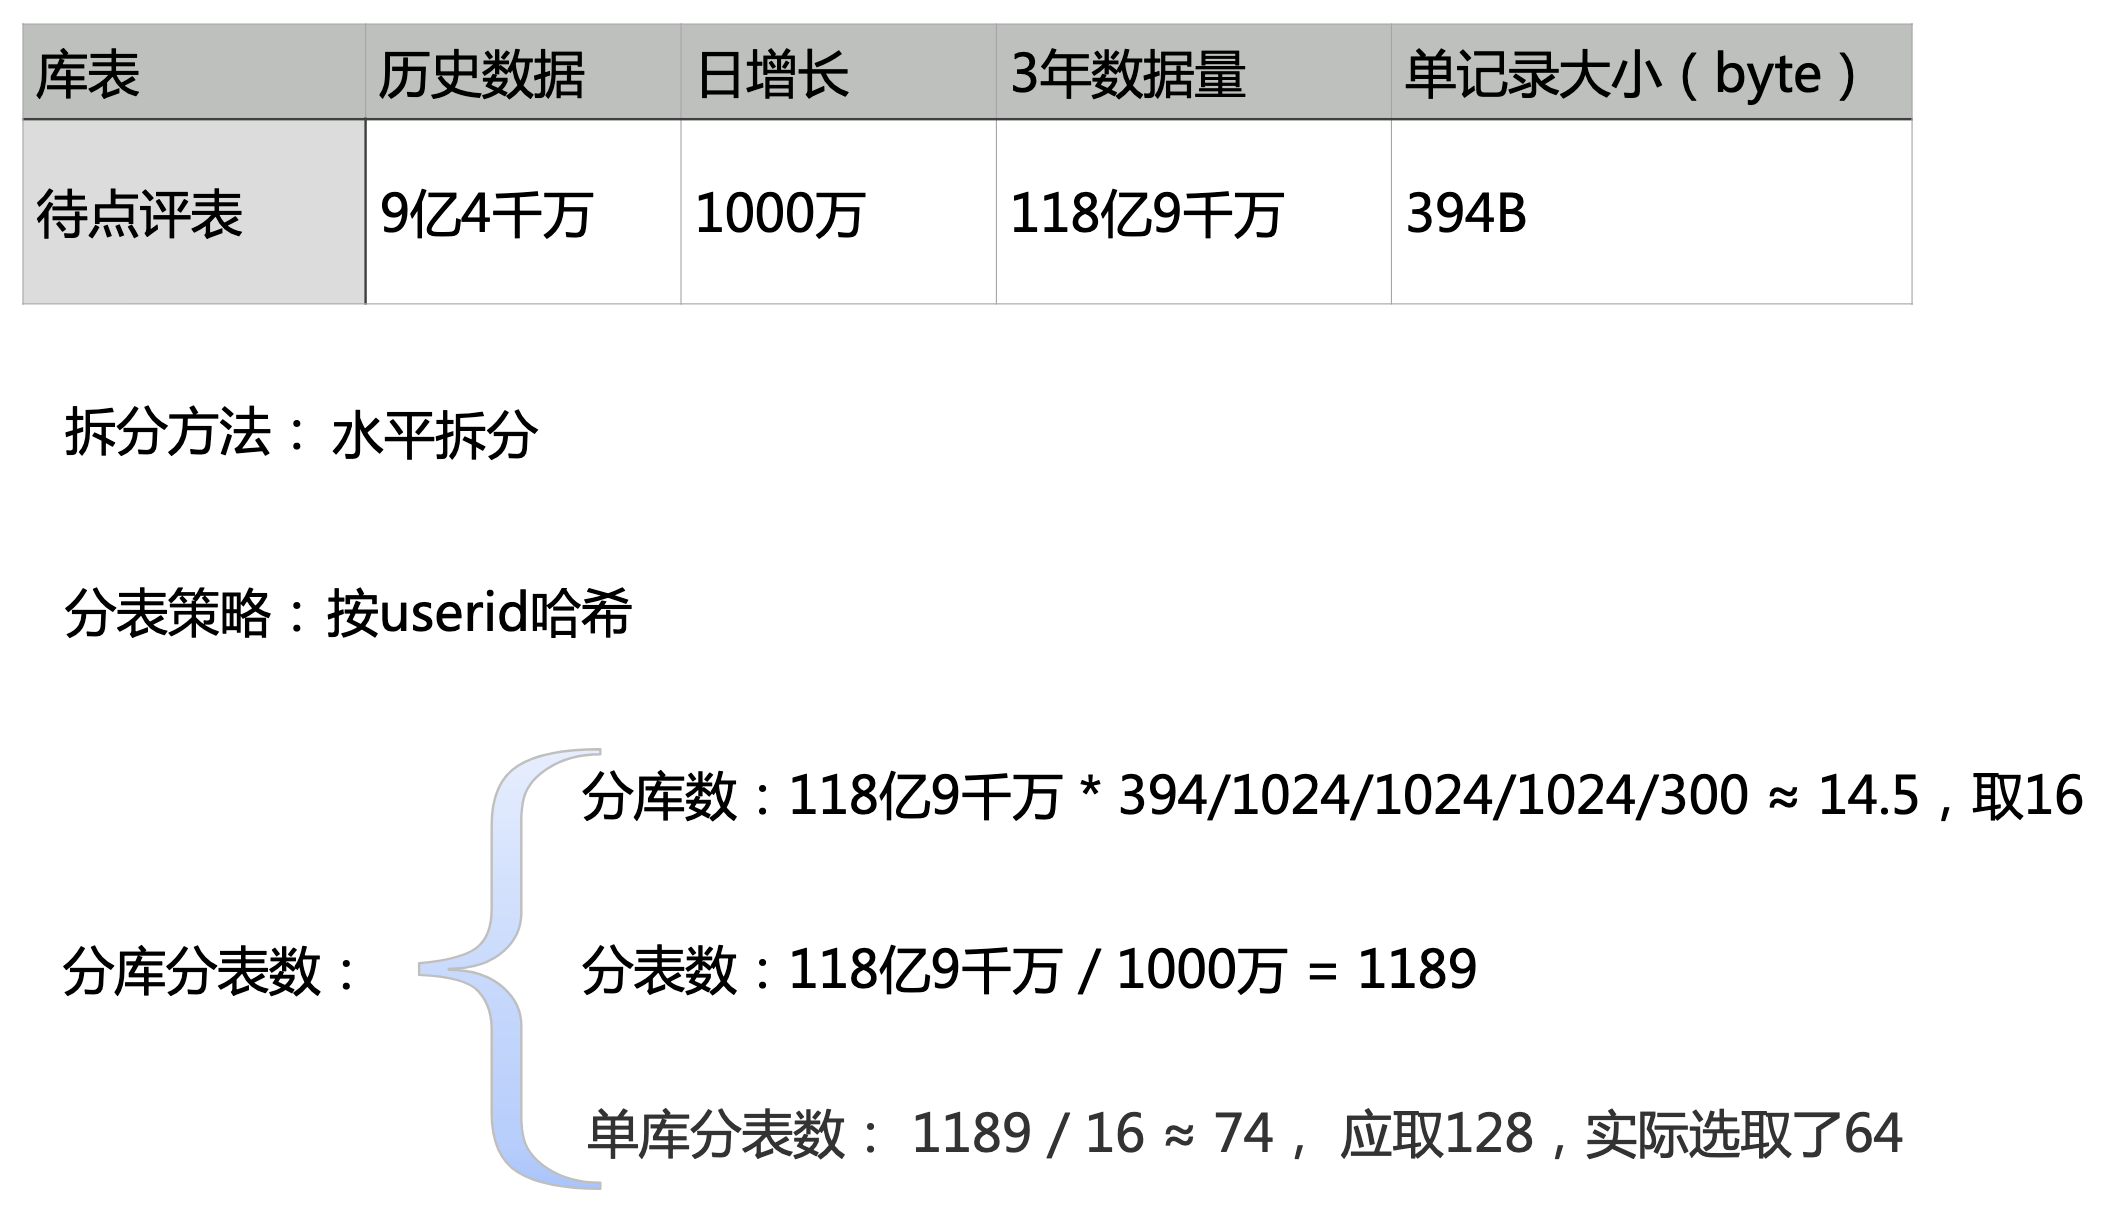 库表 历史数据 日增长 3年数据量 单记录大小（byte）
待点评表 9亿4千万 1000万 118亿9千万 394B
拆分方法： 水平拆分
分表策略：按userid哈希
分库数：118亿9千万 * 394/1024/1024/1024/300 ≈ 14.5，取16
分库分表数：
分表数：118亿9千万 / 1000万 = 1189
单库分表数： 1189 / 16 ≈ 74， 应取128，实际选取了64